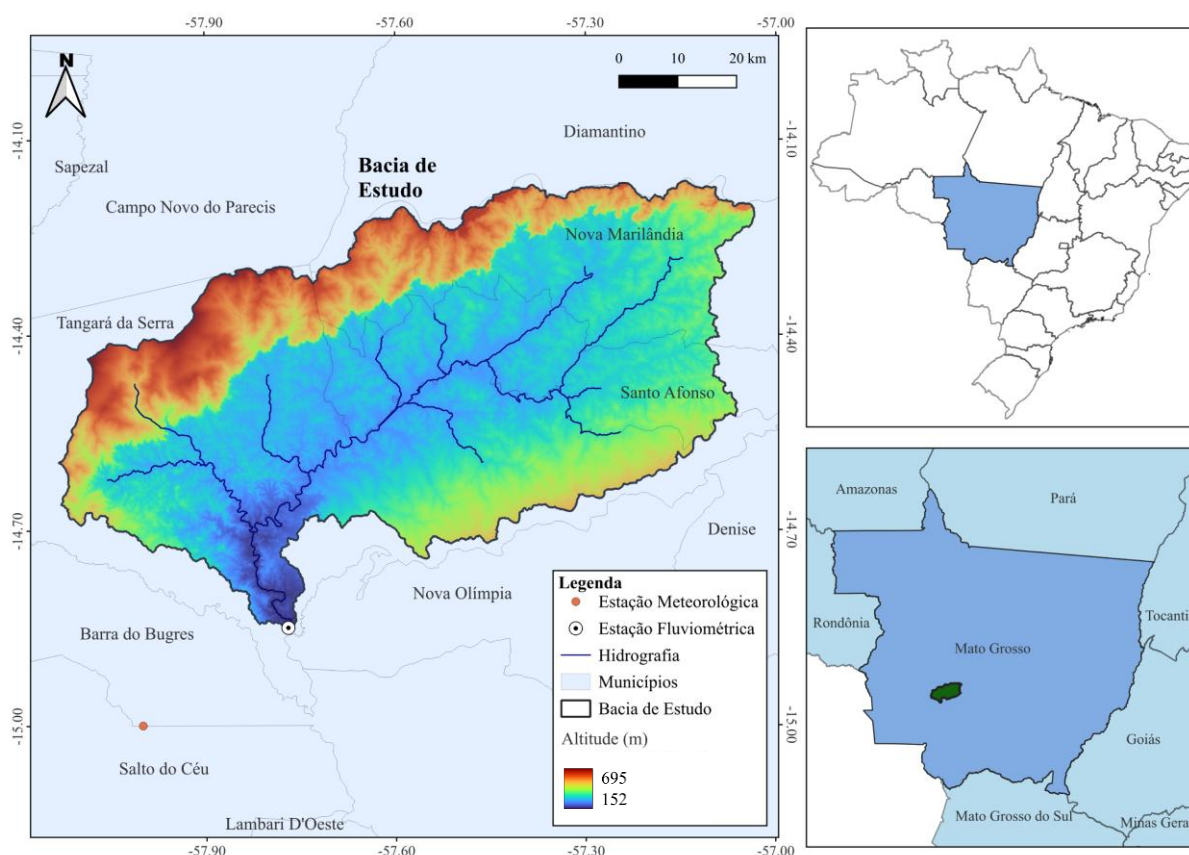 -57.90
-57.60
-57.30
-57.00
N
0 10 20 km
Diamantino
-14.10
-14.10
Sapezal
Bacia de
Estudo
Campo Novo do Parecis
Nova Marilândia
Tangará da Serra
-14.40
-14.40
Santo Afonso
-14.70
-14.70
Denise
Nova Olímpia
Barra do Bugres
-15.00
-15.00
Salto do Céu
Lambari D'Oeste
Legenda
Estação Meteorológica
Estação Fluviométrica
Hidrografia
Municípios
Bacia de Estudo
Altitude (m)
695
152
-57.90
-57.60
-57.30
-57.00
Amazonas
Pará
Rondônia
Tocanti
Mato Grosso
Goiás
Mato Grosso do Sul
Minas Gera